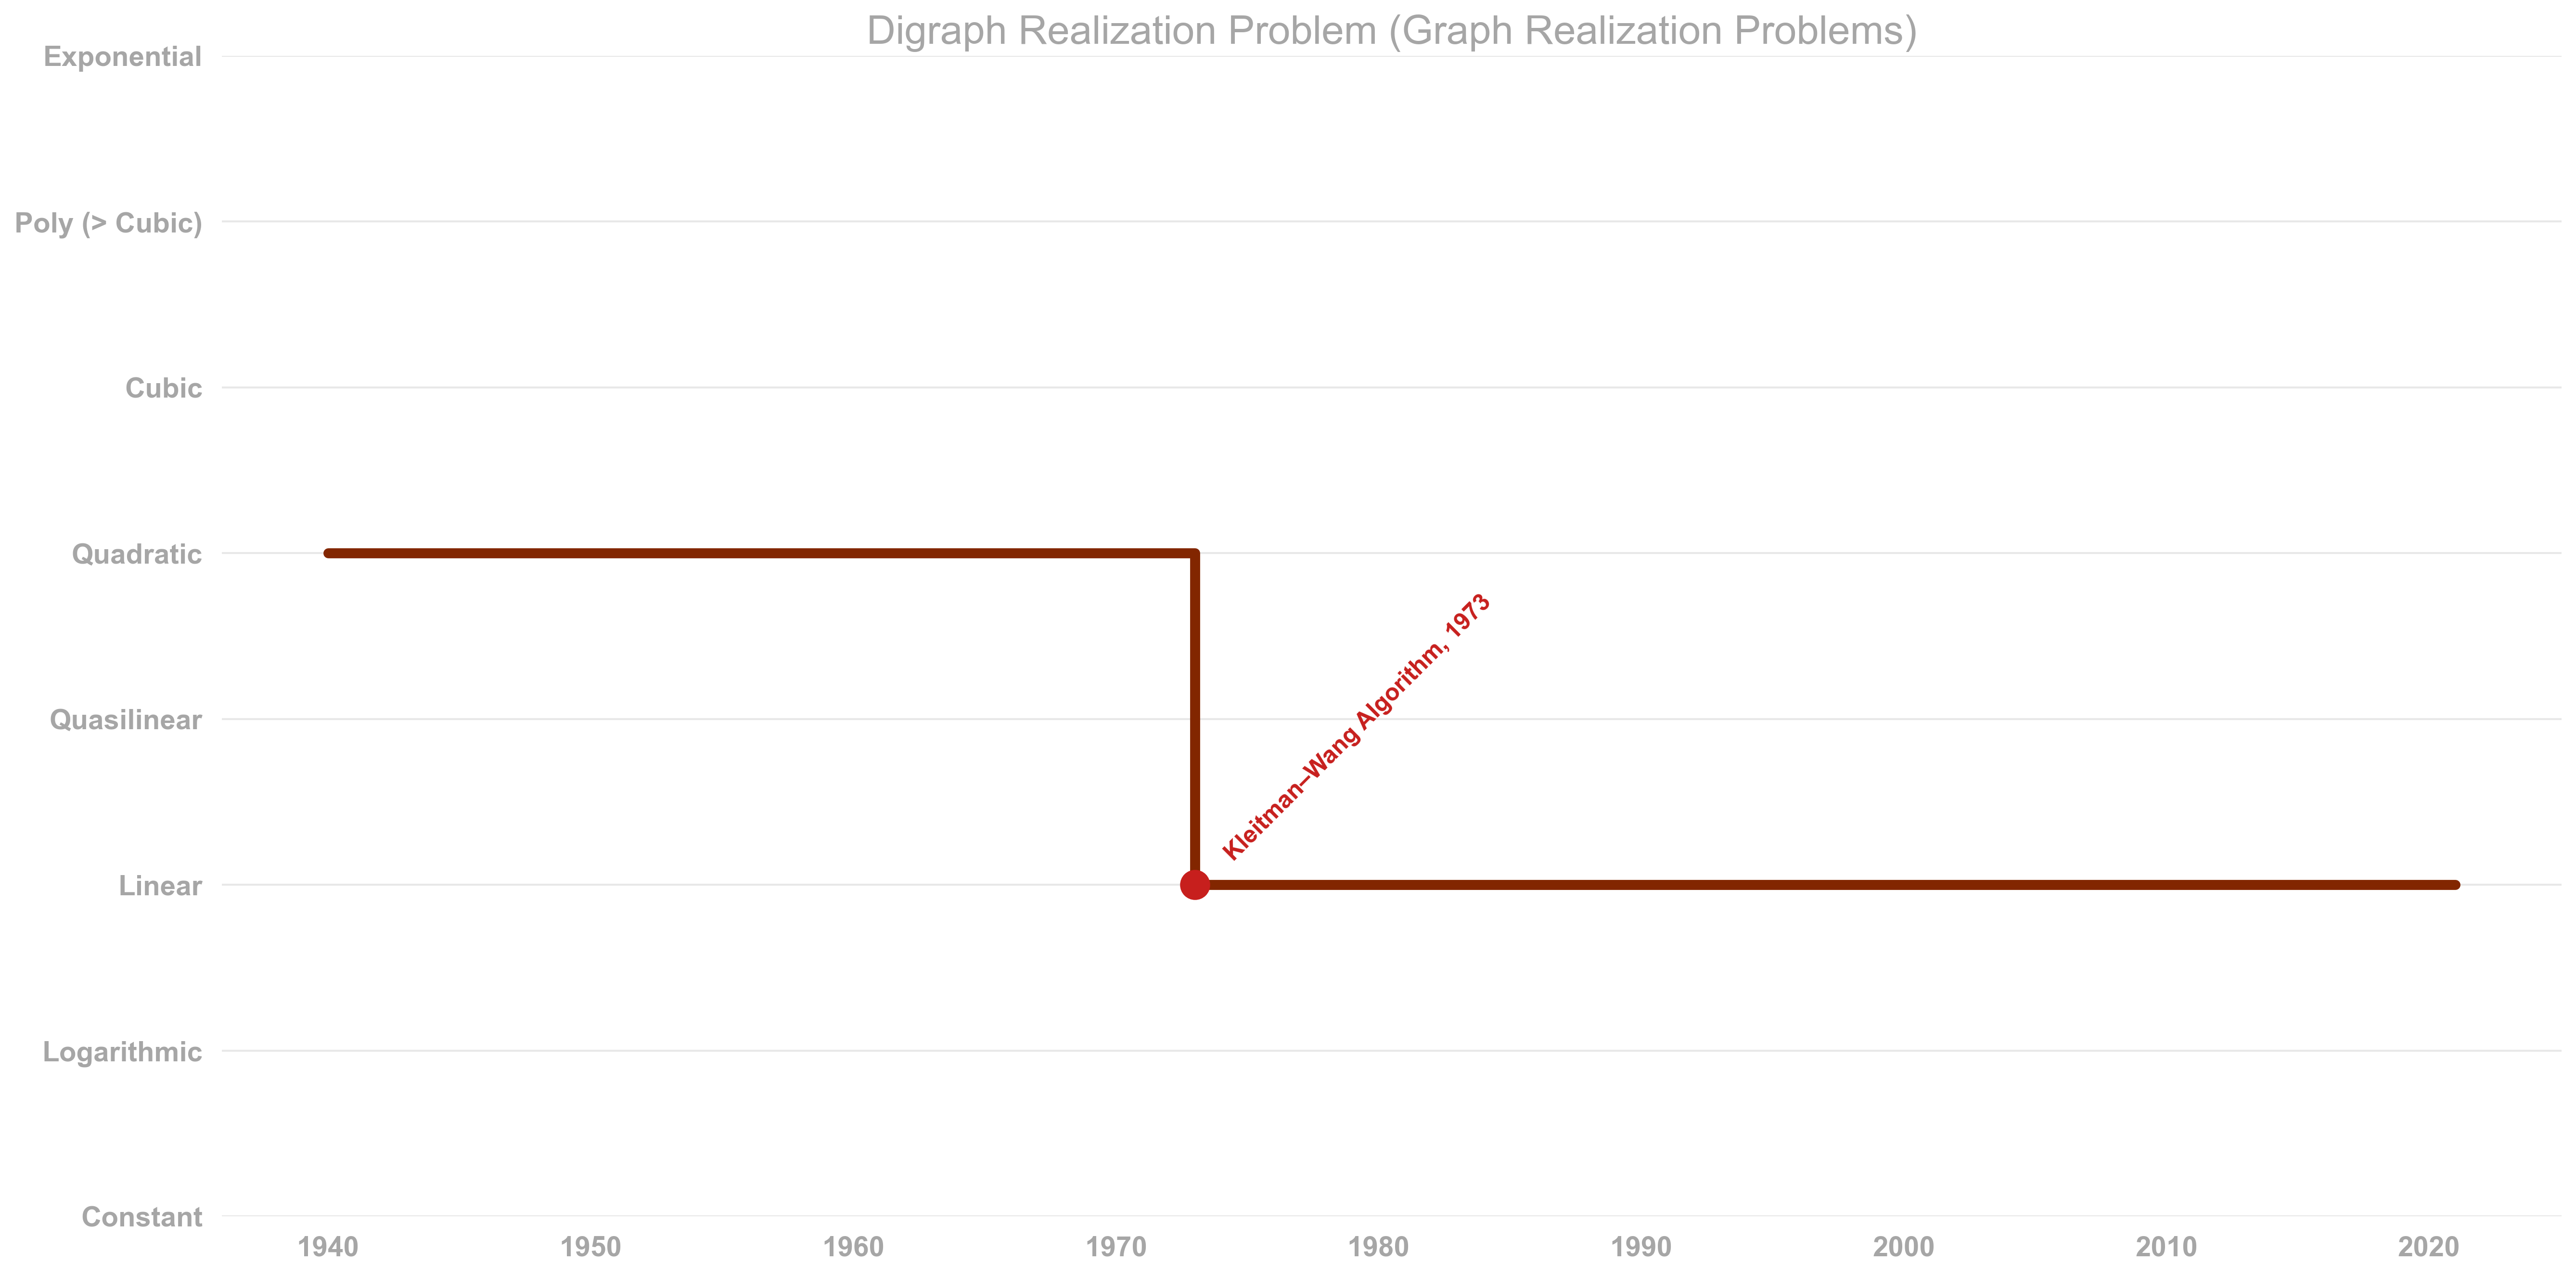 Digraph Realization Problem (Graph Realization Problems)
Exponential
Poly (> Cubic)
Cubic
Quadratic
Quasilinear
Linear
Logarithmic
Constant
Kleitman–Wang Algorithm, 1973
1940 1950 1960 1970 1980 1990 2000 2010 2020